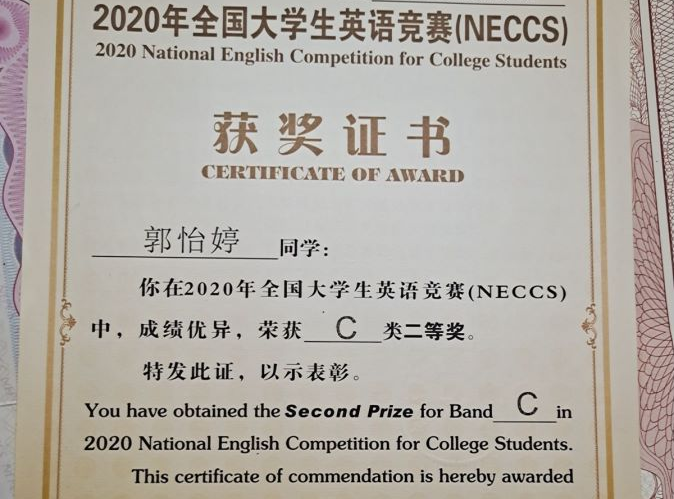 2020年全国大学生英语竞赛(NECCS)
2020 National English Competition for College Students
获奖证书
CERTIFICATE OF AWARD
郭怡婷同学：
你在2020年全国大学生英语竞赛(NECCS)
中，成绩优异，荣获 C 类二等奖。
特发此证，以示表彰。
You have obtained the Second Prize for Band C in
2020 National English Competition for College Students.
This certificate of commendation is hereby awarded